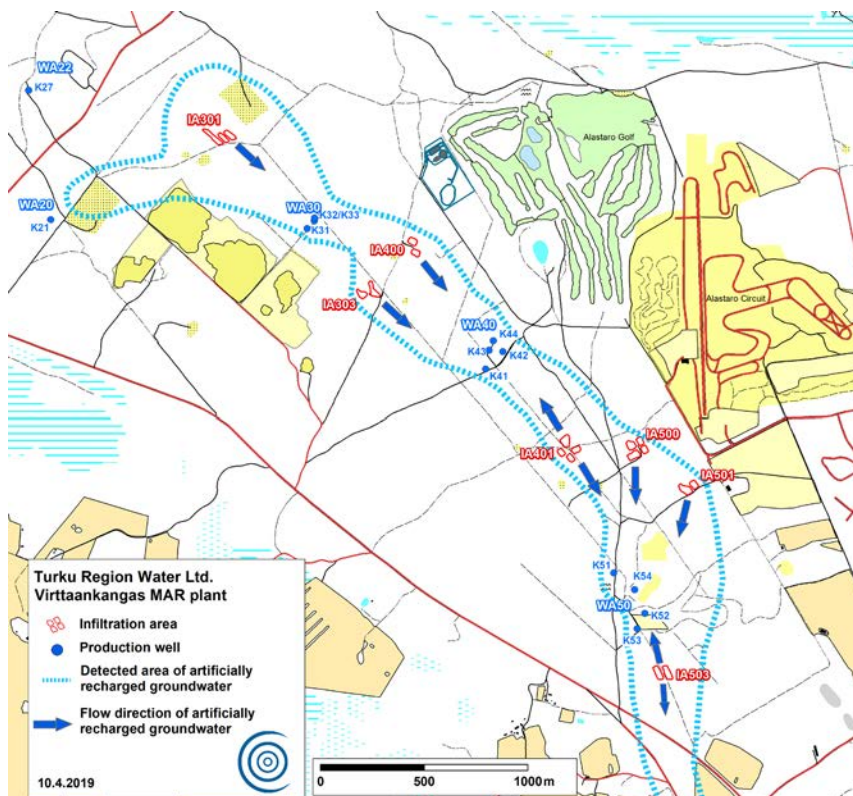 WA22
K27
IA301
Alastaro Golf
WA20
K21
WA30
K32/K33
K31
IA400
IA303
Alastaro Circuit
WA40
K44
K43
K42
K41
IA500
IA401
IA501
K51
K54
WA50
K52
K53
IA503
Turku Region Water Ltd.
Virttaankangas MAR plant
Infiltration area
Production well
Detected area of artificially
recharged groundwater
Flow direction of artificially
recharged groundwater
10.4.2019
0
500
1000 m